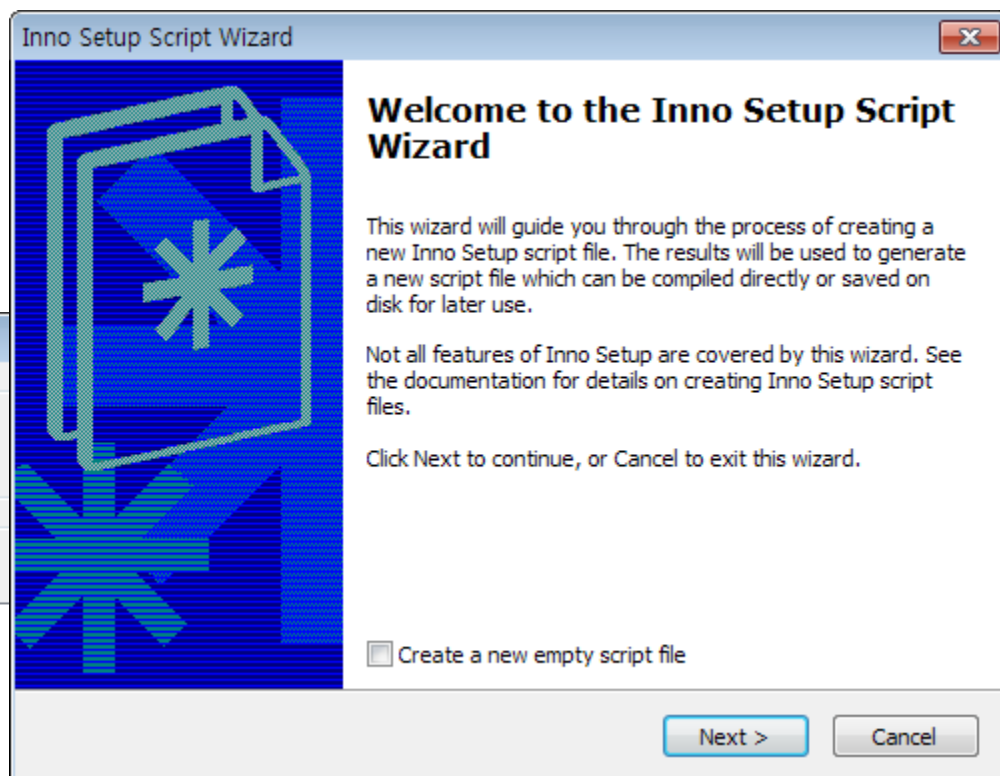 Inno Setup Script Wizard
Welcome to the Inno Setup Script
Wizard
This wizard will guide you through the process of creating a
new Inno Setup script file. The results will be used to generate
a new script file which can be compiled directly or saved on
disk for later use.
Not all features of Inno Setup are covered by this wizard. See
the documentation for details on creating Inno Setup script
files.
Click Next to continue, or Cancel to exit this wizard.
Create a new empty script file
Next >
Cancel